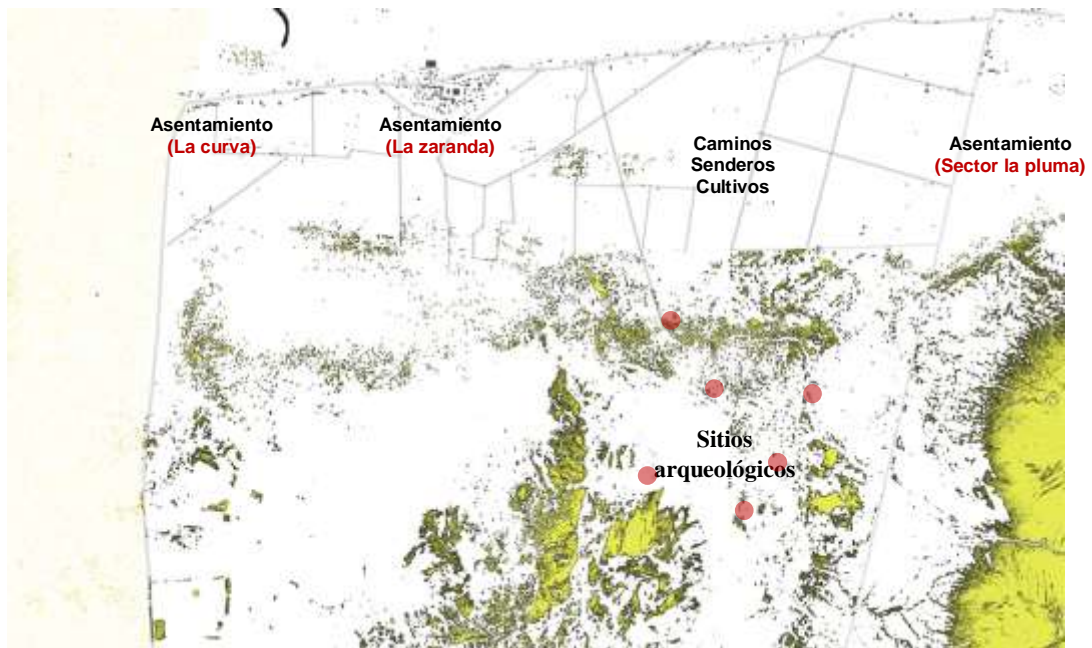 Asentamiento
(La curva)
Asentamiento
(La zaranda)
Caminos
Senderos
Cultivos
Asentamiento
(Sector la pluma)
Sitios
arqueológicos